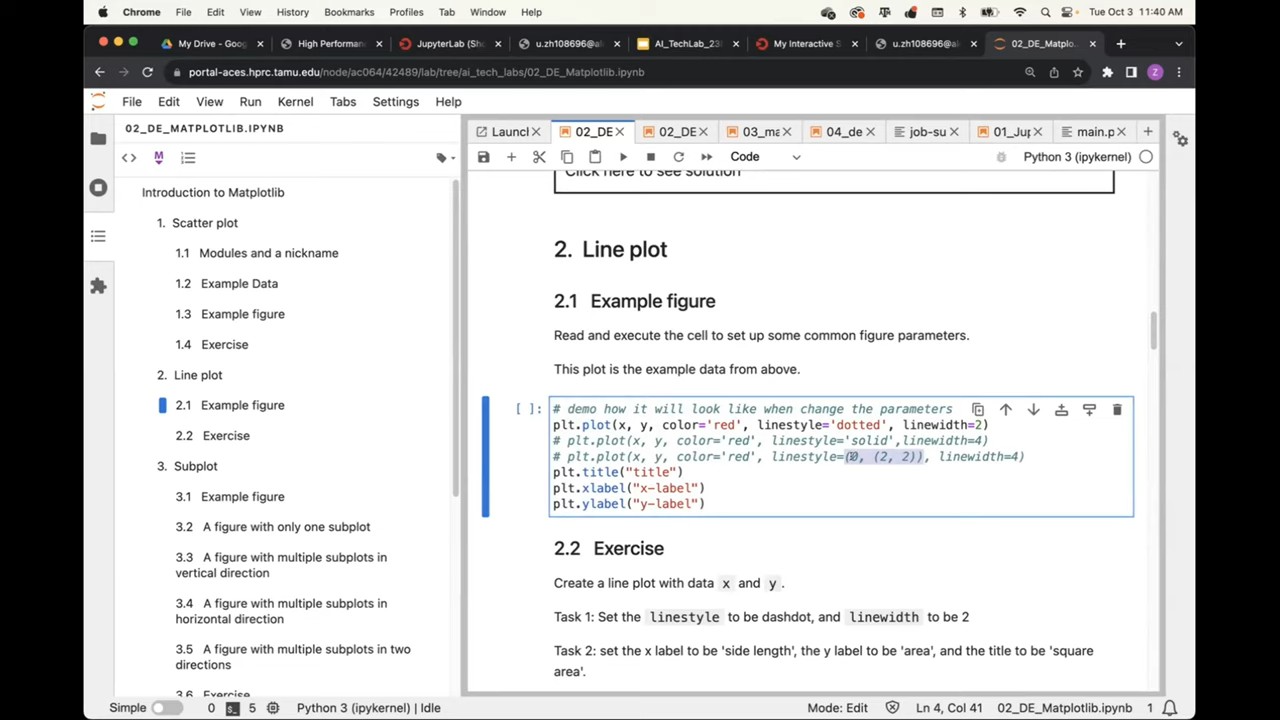 Chrome File Edit View History Bookmarks Profiles Tab Window Help Tue Oct 3 11:40 AM
My Drive - Goog High Performan JupyterLab (She u.zh108696@al AI_TechLab_23 My Interactive S u.zh108696@al 02_DE_Matplo
portal-aces.hprc.tamu.edu/node/ac064/42489/lab/tree/ai_tech_labs/02_DE_Matplotlib.ipynb Z
File Edit View Run Kernel Tabs Settings Help
02_DE_MATPLOTLIB.IPYNB
Launcl 02_DE 02_DE 03_ma 04_de job-su 01_Jup main.p
Code Python 3 (ipykernel)
Introduction to Matplotlib
1. Scatter plot
1.1 Modules and a nickname
1.2 Example Data
1.3 Example figure
1.4 Exercise
2. Line plot
2.1 Example figure
2.2 Exercise
3. Subplot
3.1 Example figure
3.2 A figure with only one subplot
3.3 A figure with multiple subplots in
vertical direction
3.4 A figure with multiple subplots in
horizontal direction
3.5 A figure with multiple subplots in two
directions
3.6 Exercise
Click here to see solution
2. Line plot
2.1 Example figure
Read and execute the cell to set up some common figure parameters.
This plot is the example data from above.
[ ]: # demo how it will look like when change the parameters
plt.plot(x, y, color='red', linestyle='dotted', linewidth=2)
# plt.plot(x, y, color='red', linestyle='solid',linewidth=4)
# plt.plot(x, y, color='red', linestyle=(0, (2, 2)), linewidth=4)
plt.title("title")
plt.xlabel("x-label")
plt.ylabel("y-label")
2.2 Exercise
Create a line plot with data x and y .
Task 1: Set the linestyle to be dashdot, and linewidth to be 2
Task 2: set the x label to be 'side length', the y label to be 'area', and the title to be 'square
area'.
Simple 0 5 Python 3 (ipykernel) | Idle Mode: Edit Ln 4, Col 41 02_DE_Matplotlib.ipynb 1